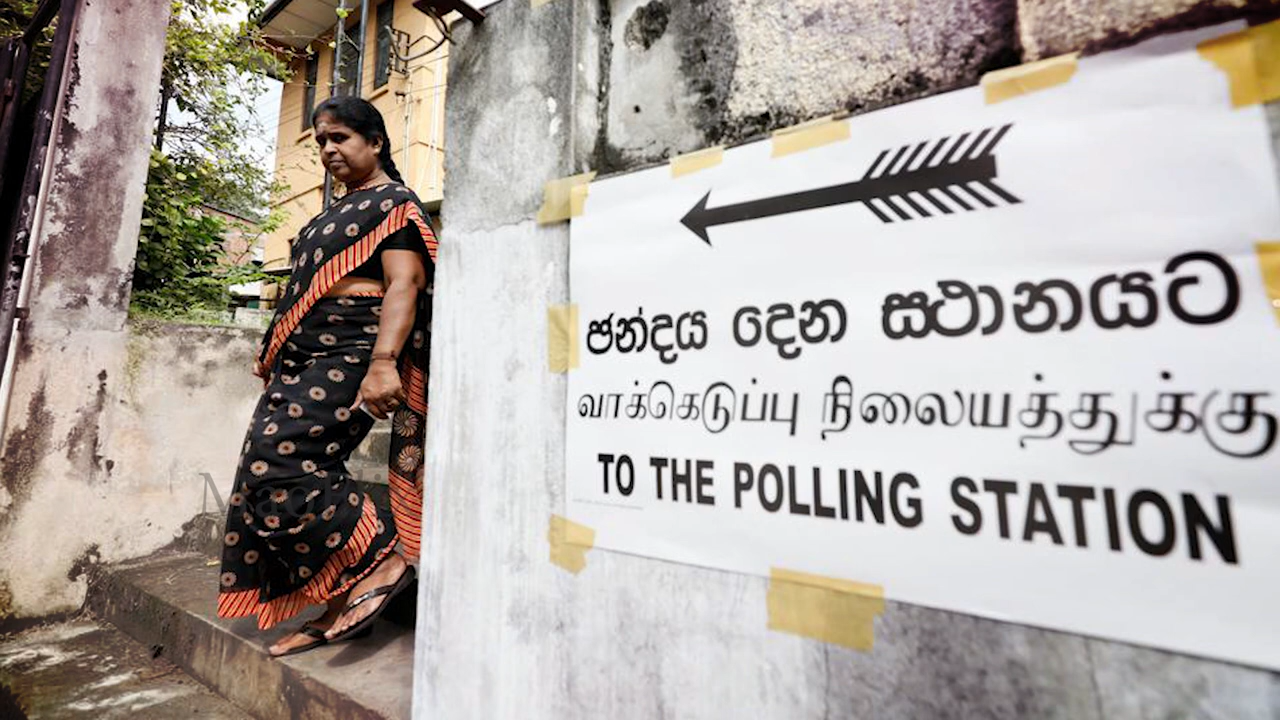 ඡන්දය දෙන ස්ථානයට
வாக்கெடுப்பு நிலையத்துக்கு
TO THE POLLING STATION